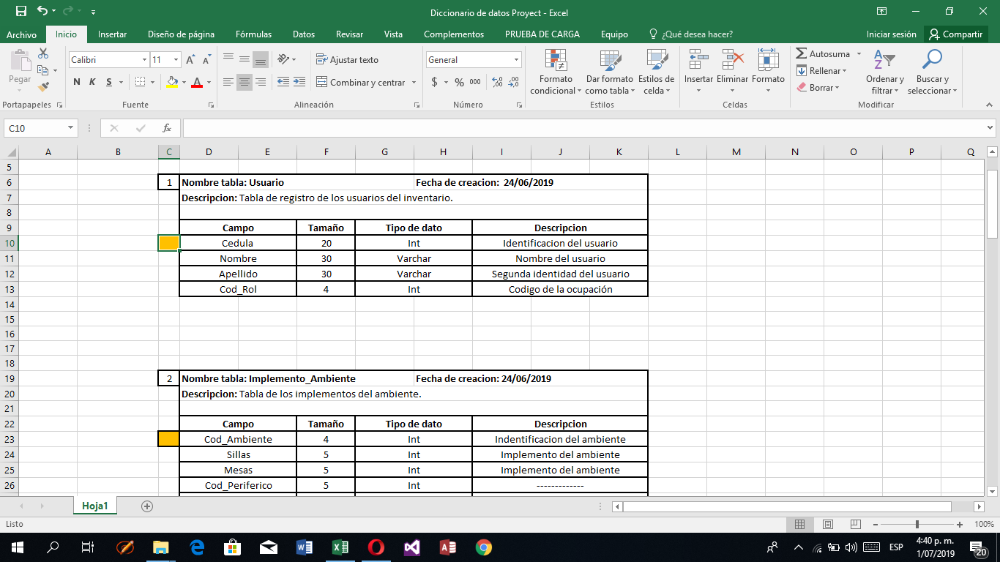 Diccionario de datos Proyect - Excel
Archivo Inicio Insertar Diseño de página Fórmulas Datos Revisar Vista Complementos PRUEBA DE CARGA Equipo ¿Qué desea hacer? Iniciar sesión Compartir
Pegar
Calibri 11
N K S A
Ajustar texto
Combinar y centrar
General
$ % 000
Formato condicional
Dar formato como tabla
Estilos de celda
Insertar Eliminar Formato
Autosuma
Rellenar
Borrar
Ordenar y filtrar
Buscar y seleccionar
Portapapeles Fuente Alineación Número Estilos Celdas Modificar
C10 fx
A B C D E F G H I J K L M N O P Q
5
6 1 Nombre tabla: Usuario Fecha de creacion: 24/06/2019
7 Descripcion: Tabla de registro de los usuarios del inventario.
8
9 Campo Tamaño Tipo de dato Descripcion
10 Cedula 20 Int Identificacion del usuario
11 Nombre 30 Varchar Nombre del usuario
12 Apellido 30 Varchar Segunda identidad del usuario
13 Cod_Rol 4 Int Codigo de la ocupación
14
15
16
17
18
19 2 Nombre tabla: Implemento_Ambiente Fecha de creacion: 24/06/2019
20 Descripcion: Tabla de los implementos del ambiente.
21
22 Campo Tamaño Tipo de dato Descripcion
23 Cod_Ambiente 4 Int Indentificacion del ambiente
24 Sillas 5 Int Implemento del ambiente
25 Mesas 5 Int Implemento del ambiente
26 Cod_Periferico 5 Int -------------
Hoja1
Listo 100%
ESP 4:40 p. m.
1/07/2019 20